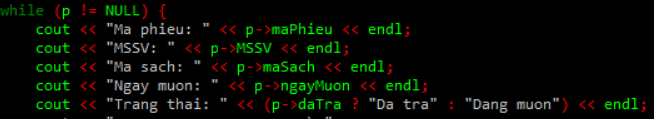 while (p != NULL) {
cout << "Ma phieu: " << p->maPhieu << endl;
cout << "MSSV: " << p->MSSV << endl;
cout << "Ma sach: " << p->maSach << endl;
cout << "Ngay muon: " << p->ngayMuon << endl;
cout << "Trang thai: " << (p->daTra ? "Da tra" : "Dang muon") << endl;